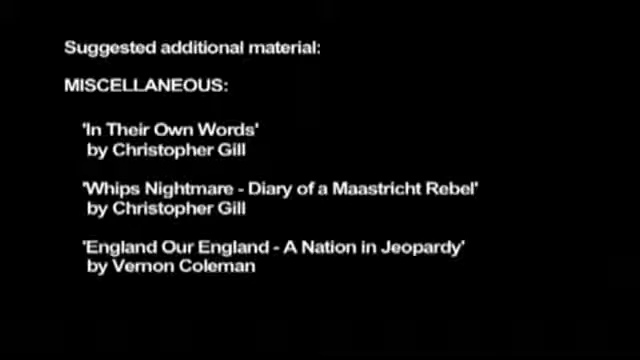 Suggested additional material:
MISCELLANEOUS:
'In Their Own Words'
by Christopher Gill
'Whips Nightmare - Diary of a Maastricht Rebel'
by Christopher Gill
'England Our England - A Nation in Jeopardy'
by Vernon Coleman